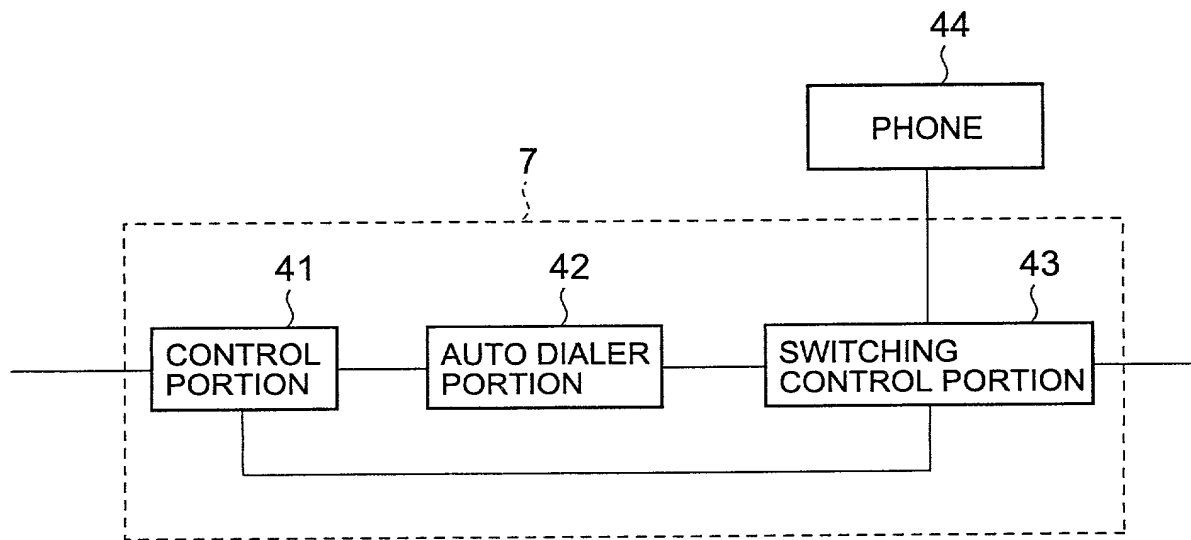 44
PHONE
7
41
42
43
CONTROL
PORTION
AUTO DIALER
PORTION
SWITCHING
CONTROL PORTION